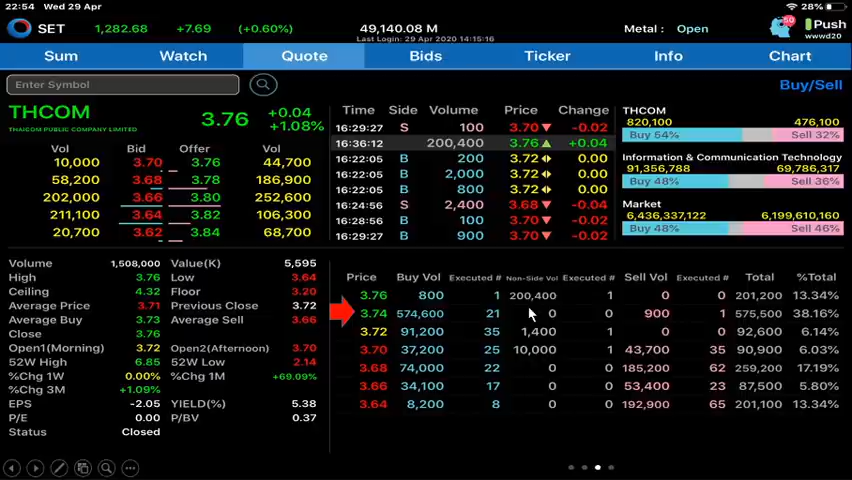 22:54 Wed 29 Apr 28%
SET 1,282.68 +7.69 (+0.60%) 49,140.08 M Metal : Open 50 Push
Last Login: 29 Apr 2020 14:15:16 wwwd20
Sum Watch Quote Bids Ticker Info Chart
Enter Symbol Buy/Sell
THCOM 3.76 +0.04
THAICOM PUBLIC COMPANY LIMITED +1.08%
Vol Bid Offer Vol
10,000 3.70 3.76 44,700
58,200 3.68 3.78 186,900
202,000 3.66 3.80 252,600
211,100 3.64 3.82 106,300
20,700 3.62 3.84 68,700
Time Side Volume Price Change
16:29:27 S 100 3.70 -0.02
16:36:12 200,400 3.76 +0.04
16:22:05 B 200 3.72 0.00
16:22:05 B 2,000 3.72 0.00
16:22:05 B 800 3.72 0.00
16:24:56 S 2,400 3.68 -0.04
16:28:56 B 100 3.70 -0.02
16:29:27 B 900 3.70 -0.02
THCOM
820,100 476,100
Buy 54% Sell 32%
Information & Communication Technology
91,356,788 69,786,317
Buy 48% Sell 36%
Market
6,436,337,122 6,199,610,160
Buy 48% Sell 46%
Volume 1,508,000 Value(K) 5,595
High 3.76 Low 3.64
Ceiling 4.32 Floor 3.20
Average Price 3.71 Previous Close 3.72
Average Buy 3.73 Average Sell 3.66
Close 3.76
Open1(Morning) 3.72 Open2(Afternoon) 3.70
52W High 6.85 52W Low 2.14
%Chg 1W 0.00% %Chg 1M +69.09%
%Chg 3M +1.09%
EPS -2.05 YIELD(%) 5.38
P/E 0.00 P/BV 0.37
Status Closed
Price Buy Vol Executed # Non-Side Vol Executed # Sell Vol Executed # Total %Total
3.76 800 1 200,400 1 0 0 201,200 13.34%
3.74 574,600 21 0 0 900 1 575,500 38.16%
3.72 91,200 35 1,400 1 0 0 92,600 6.14%
3.70 37,200 25 10,000 1 43,700 35 90,900 6.03%
3.68 74,000 22 0 0 185,200 62 259,200 17.19%
3.66 34,100 17 0 0 53,400 23 87,500 5.80%
3.64 8,200 8 0 0 192,900 65 201,100 13.34%